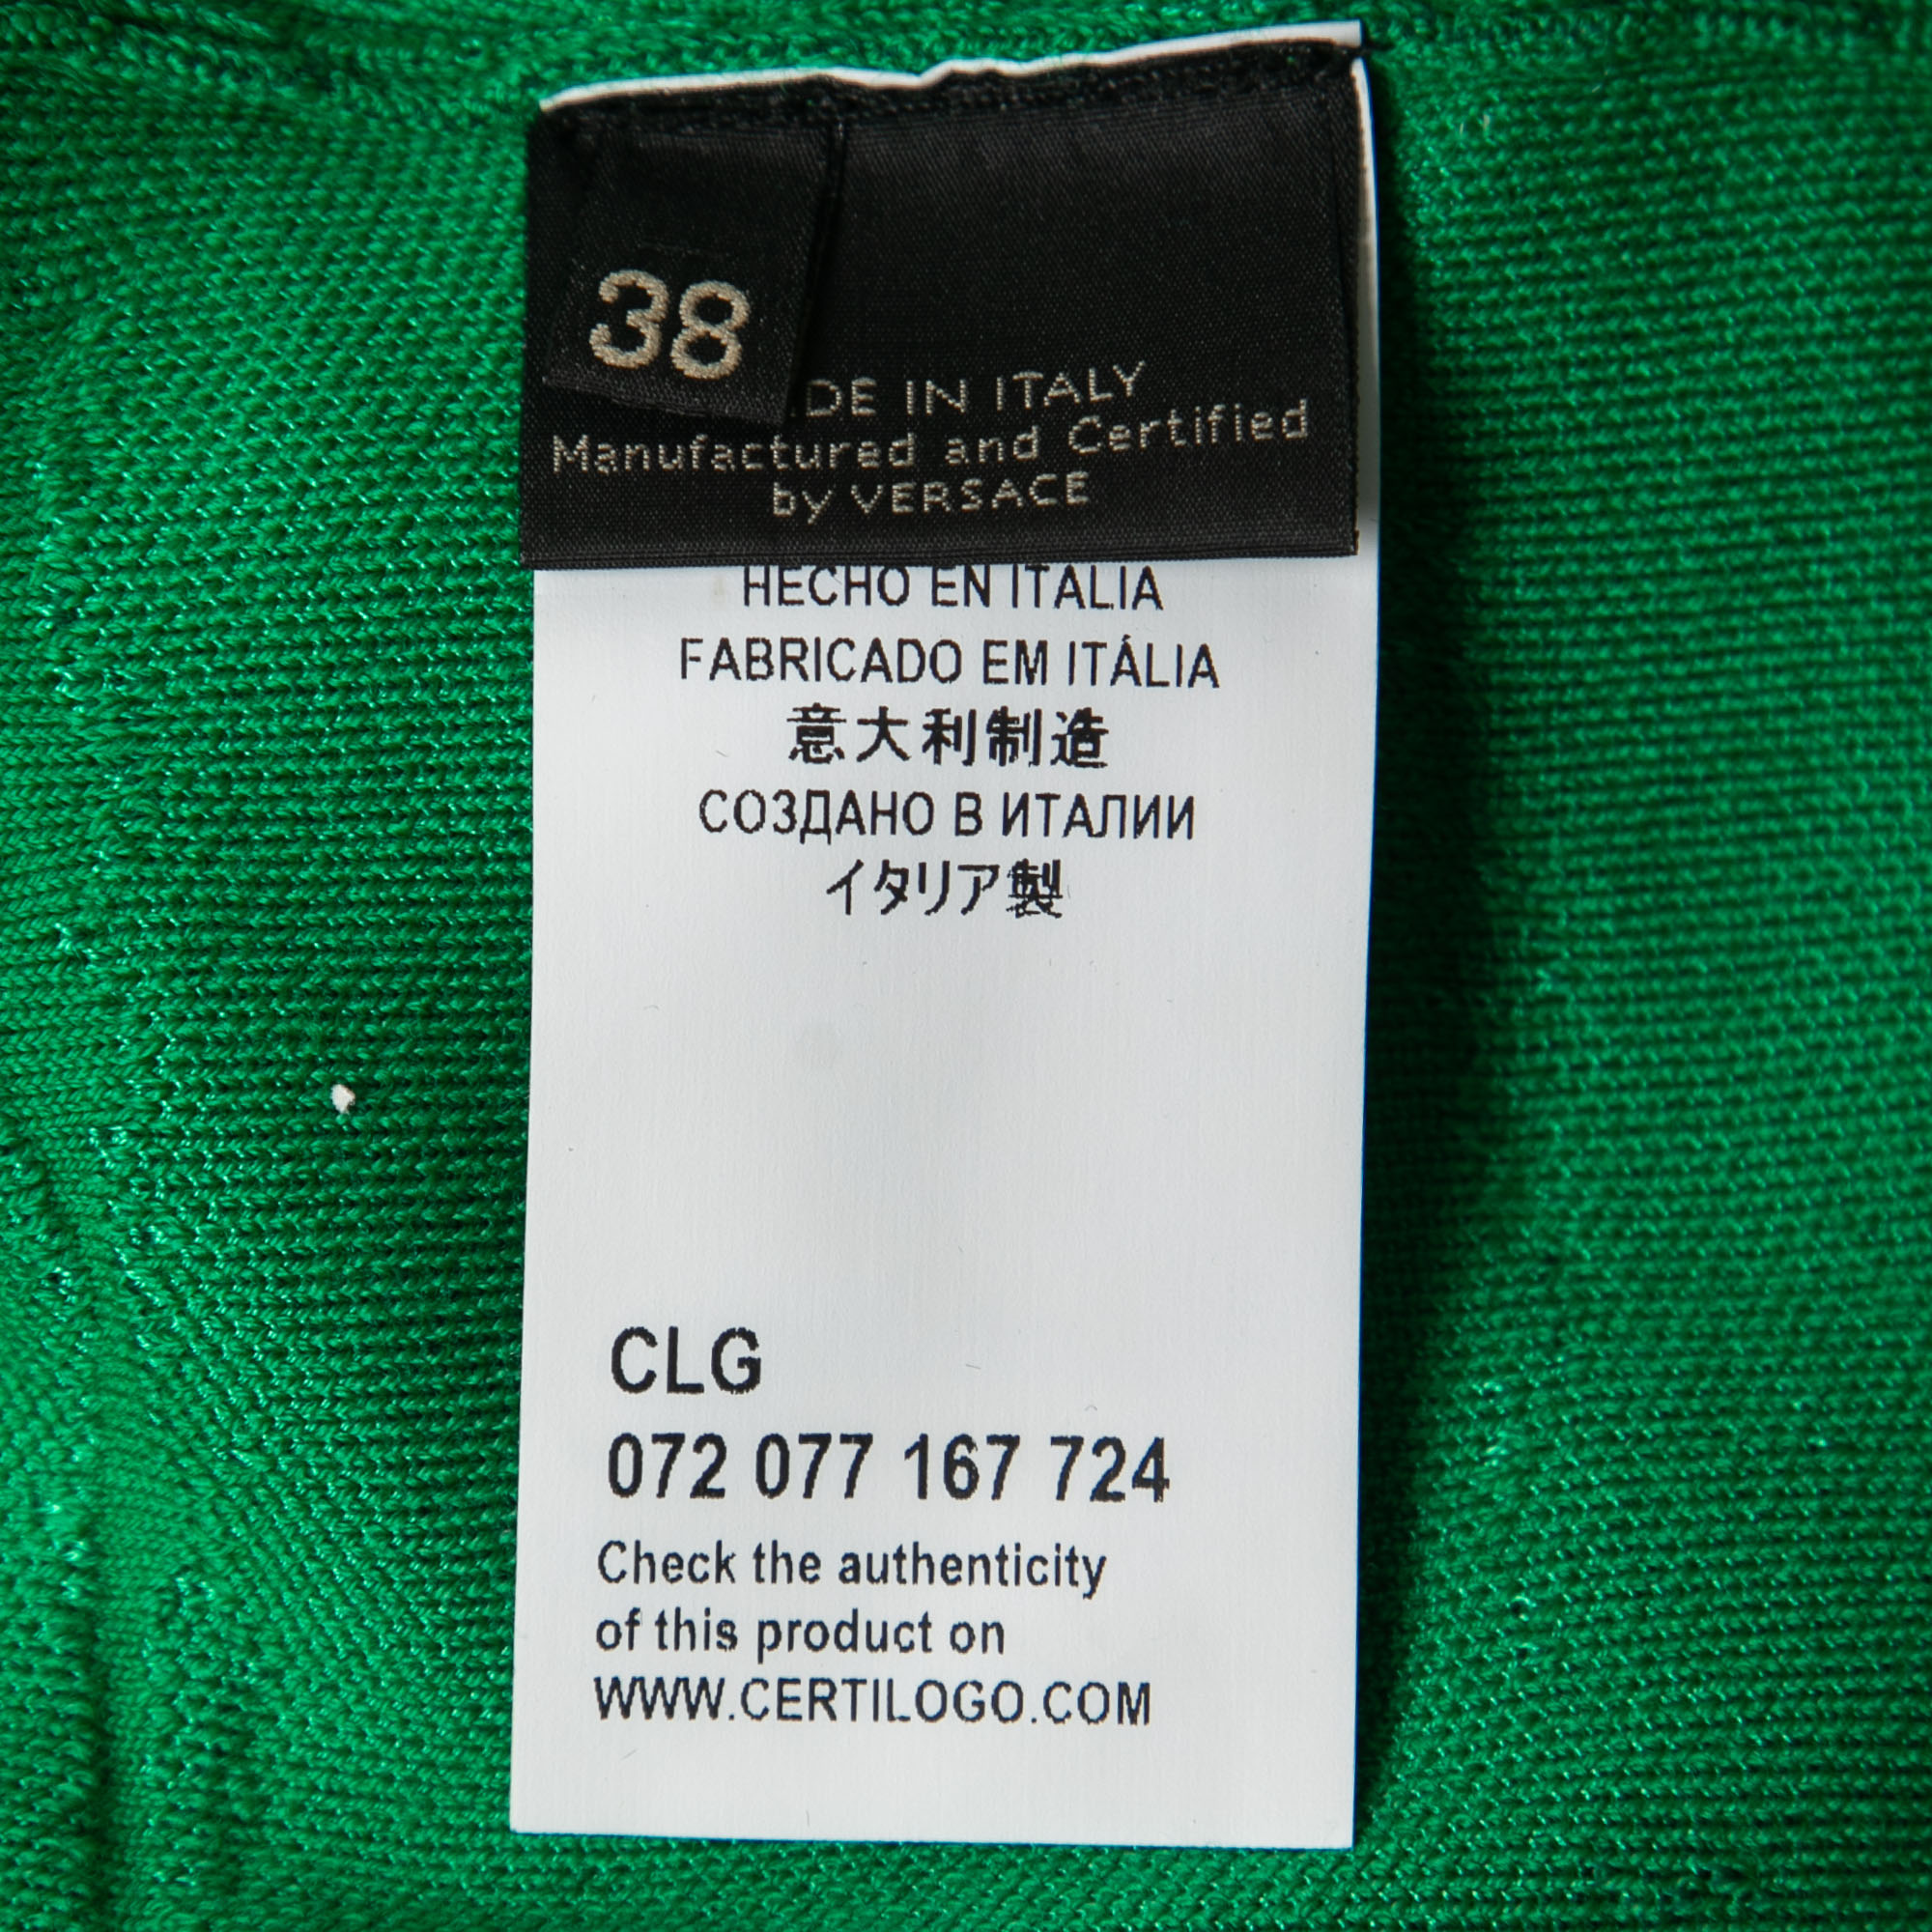 38
DE IN ITALY
Manufactured and Certified
by VERSACE
HECHO EN ITALIA
FABRICADO EM ITÁLIA
意大利制造
СОЗДАНО В ИТАЛИИ
イタリア製
CLG
072 077 167 724
Check the authenticity
of this product on
WWW.CERTILOGO.COM